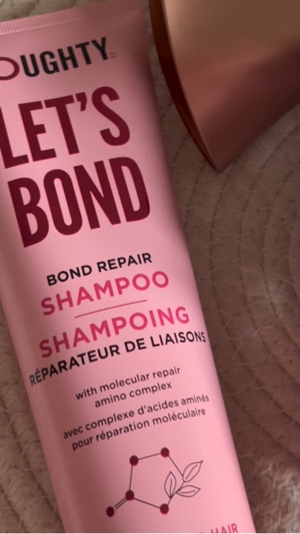 OUGHTY
LET'S
BOND
BOND REPAIR
SHAMPOO
SHAMPOING
RÉPARATEUR DE LIAISONS
with molecular repair
amino complex
avec complexe d'acides aminés
pour réparation moléculaire
HAIR